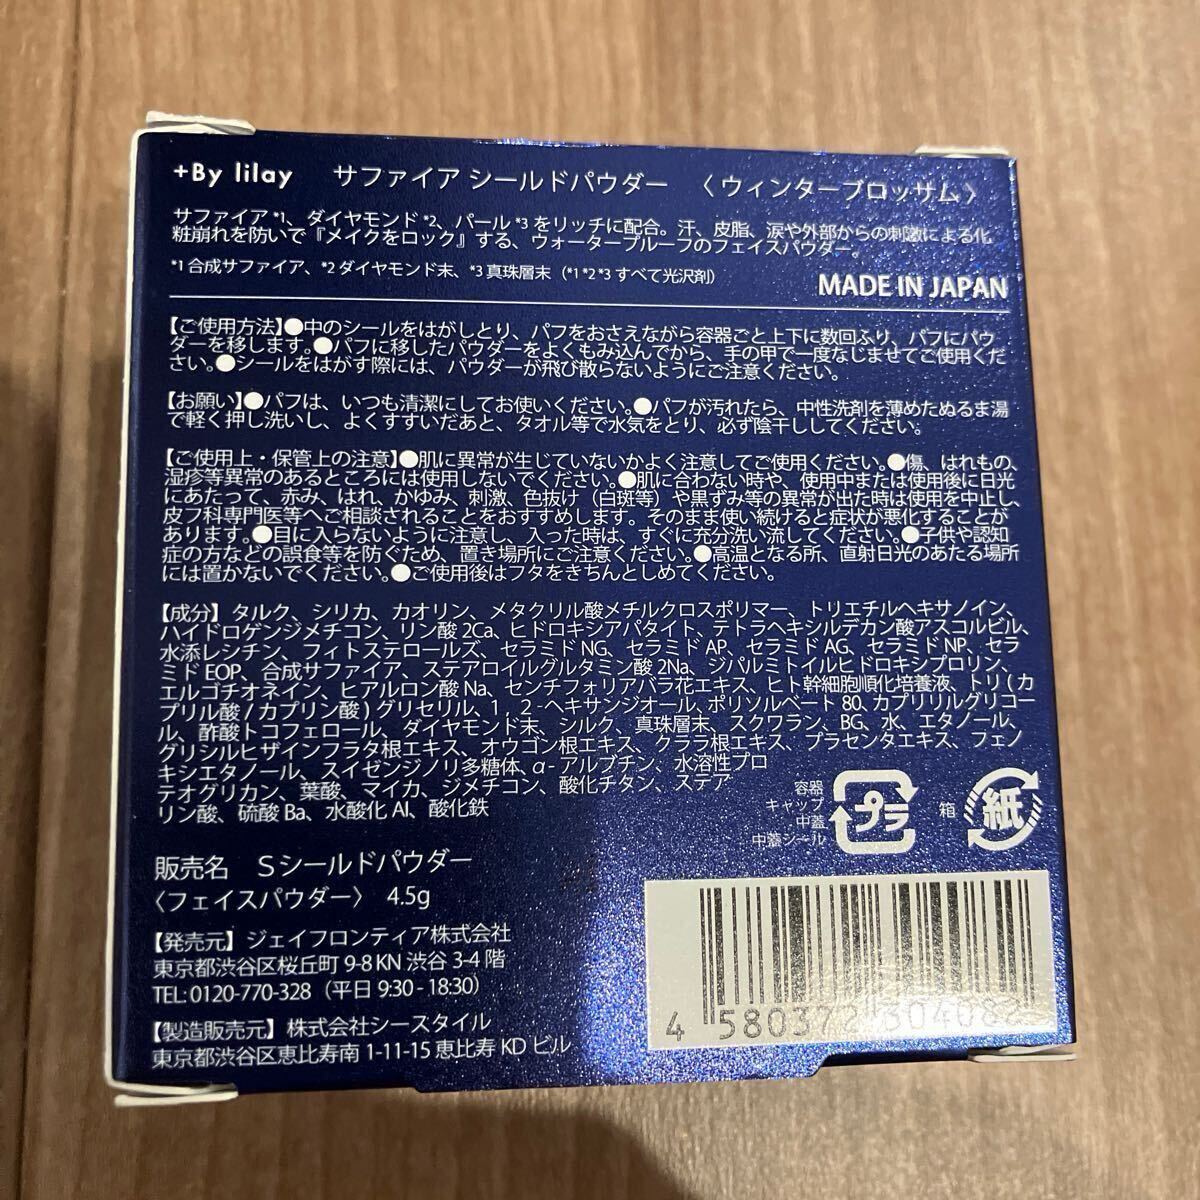 +By lilay サファイア シールドパウダー 〈ウィンターブロッサム〉
サファイア*1、ダイヤモンド*2、パール*3をリッチに配合。汗、皮脂、涙や外部からの刺激による化
粧崩れを防いで『メイクをロック』する、ウォータープルーフのフェイスパウダー。
*1 合成サファイア、*2 ダイヤモンド末、*3 真珠層末（*1*2*3 すべて光沢剤）
MADE IN JAPAN
【ご使用方法】●中のシールをはがしとり、パフをおさえながら容器ごと上下に数回ふり、パフにパウ
ダーを移します。●パフに移したパウダーをよくもみ込んでから、手の甲で一度なじませてご使用くだ
さい。●シールをはがす際には、パウダーが飛び散らないようにご注意ください。
【お願い】●パフは、いつも清潔にしてお使いください。●パフが汚れたら、中性洗剤を薄めたぬるま湯
で軽く押し洗いし、よくすすいだあと、タオル等で水気をとり、必ず陰干ししてください。
【ご使用上・保管上の注意】●肌に異常が生じていないかよく注意してご使用ください。●傷、はれもの、
湿疹等異常のあるところには使用しないでください。●肌に合わない時や、使用中または使用後に日光
にあたって、赤み、はれ、かゆみ、刺激、色抜け（白斑等）や黒ずみ等の異常が出た時は使用を中止し、
皮フ科専門医等へご相談されることをおすすめします。そのまま使い続けると症状が悪化することが
あります。●目に入らないように注意し、入った時は、すぐに充分洗い流してください。●子供や認知
症の方などの誤食等を防ぐため、置き場所にご注意ください。●高温となる所、直射日光のあたる場所
には置かないでください。●ご使用後はフタをきちんとしめてください。
【成分】タルク、シリカ、カオリン、メタクリル酸メチルクロスポリマー、トリエチルヘキサノイン、
ハイドロゲンジメチコン、リン酸2Ca、ヒドロキシアパタイト、テトラヘキシルデカン酸アスコルビル、
水添レシチン、フィトステロールズ、セラミドNG、セラミドAP、セラミドAG、セラミドNP、セラ
ミドEOP、合成サファイア、ステアロイルグルタミン酸2Na、ジパルミトイルヒドロキシプロリン、
エルゴチオネイン、ヒアルロン酸Na、センチフォリアバラ花エキス、ヒト幹細胞順化培養液、トリ(カ
プリル酸/カプリン酸)グリセリル、1，2-ヘキサンジオール、ポリソルベート80、カプリリルグリコー
ル、酢酸トコフェロール、ダイヤモンド末、シルク、真珠層末、スクワラン、BG、水、エタノール、
グリシルヒザインフラタ根エキス、オウゴン根エキス、クララ根エキス、プラセンタエキス、フェノ
キシエタノール、スイゼンジノリ多糖体、α-アルブチン、水溶性プロ
テオグリカン、葉酸、マイカ、ジメチコン、酸化チタン、ステア
リン酸、硫酸Ba、水酸化Al、酸化鉄
容器
キャップ
中蓋
中蓋シール
プラ
箱
紙
販売名 Sシールドパウダー
〈フェイスパウダー〉 4.5g
【発売元】ジェイフロンティア株式会社
東京都渋谷区桜丘町9-8 KN渋谷3-4階
TEL: 0120-770-328（平日9:30-18:30）
【製造販売元】株式会社シースタイル
東京都渋谷区恵比寿南1-11-15恵比寿KDビル
4 580372 304082